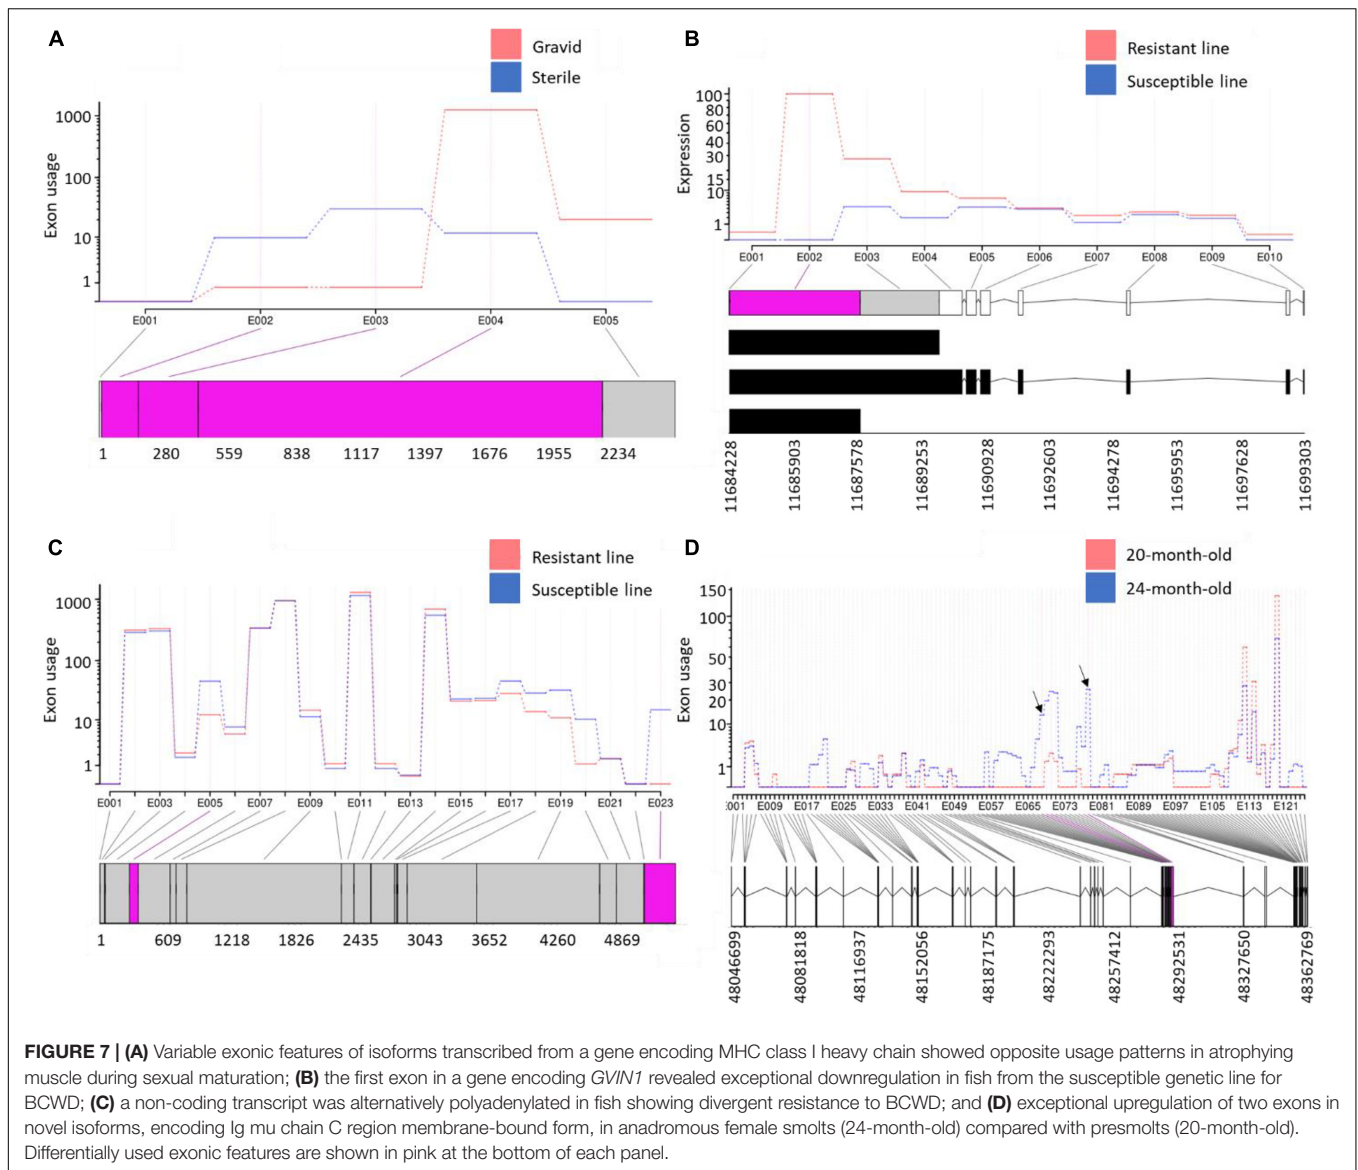 A
Gravid
Sterile
Exon usage
1000
100
10
1
E001 E002 E003 E004 E005
1 280 559 838 1117 1397 1676 1955 2234
B
Resistant line
Susceptible line
Expression
100
80
60
40
30
15
10
1
E001 E002 E003 E004 E005 E006 E007 E008 E009 E010
11684228 11685903 11687578 11689253 11690928 11692603 11694278 11695953 11697628 11699303
C
Resistant line
Susceptible line
Exon usage
1000
100
10
1
E001 E003 E005 E007 E009 E011 E013 E015 E017 E019 E021 E023
1 609 1218 1826 2435 3043 3652 4260 4869
D
20-month-old
24-month-old
Exon usage
150
100
50
30
20
10
1
E001 E009 E017 E025 E033 E041 E049 E057 E065 E073 E081 E089 E097 E105 E113 E121
48046699 48081818 48116937 48152056 48187175 48222293 48257412 48292531 48327650 48362769
FIGURE 7 | (A) Variable exonic features of isoforms transcribed from a gene encoding MHC class I heavy chain showed opposite usage patterns in atrophying
muscle during sexual maturation; (B) the first exon in a gene encoding GVIN1 revealed exceptional downregulation in fish from the susceptible genetic line for
BCWD; (C) a non-coding transcript was alternatively polyadenylated in fish showing divergent resistance to BCWD; and (D) exceptional upregulation of two exons in
novel isoforms, encoding Ig mu chain C region membrane-bound form, in anadromous female smolts (24-month-old) compared with presmolts (20-month-old).
Differentially used exonic features are shown in pink at the bottom of each panel.